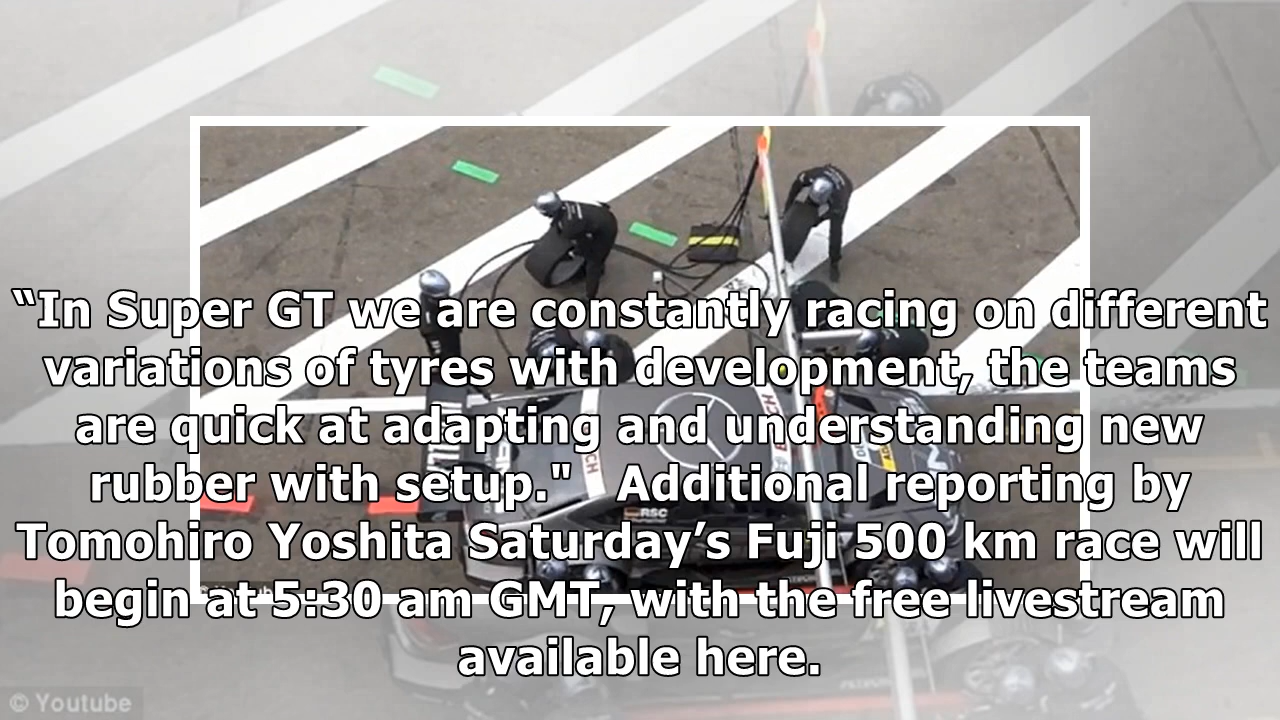 “In Super GT we are constantly racing on different
variations of tyres with development, the teams
are quick at adapting and understanding new
rubber with setup." Additional reporting by
Tomohiro Yoshita Saturday’s Fuji 500 km race will
begin at 5:30 am GMT, with the free livestream
available here.
RSC
© Youtube